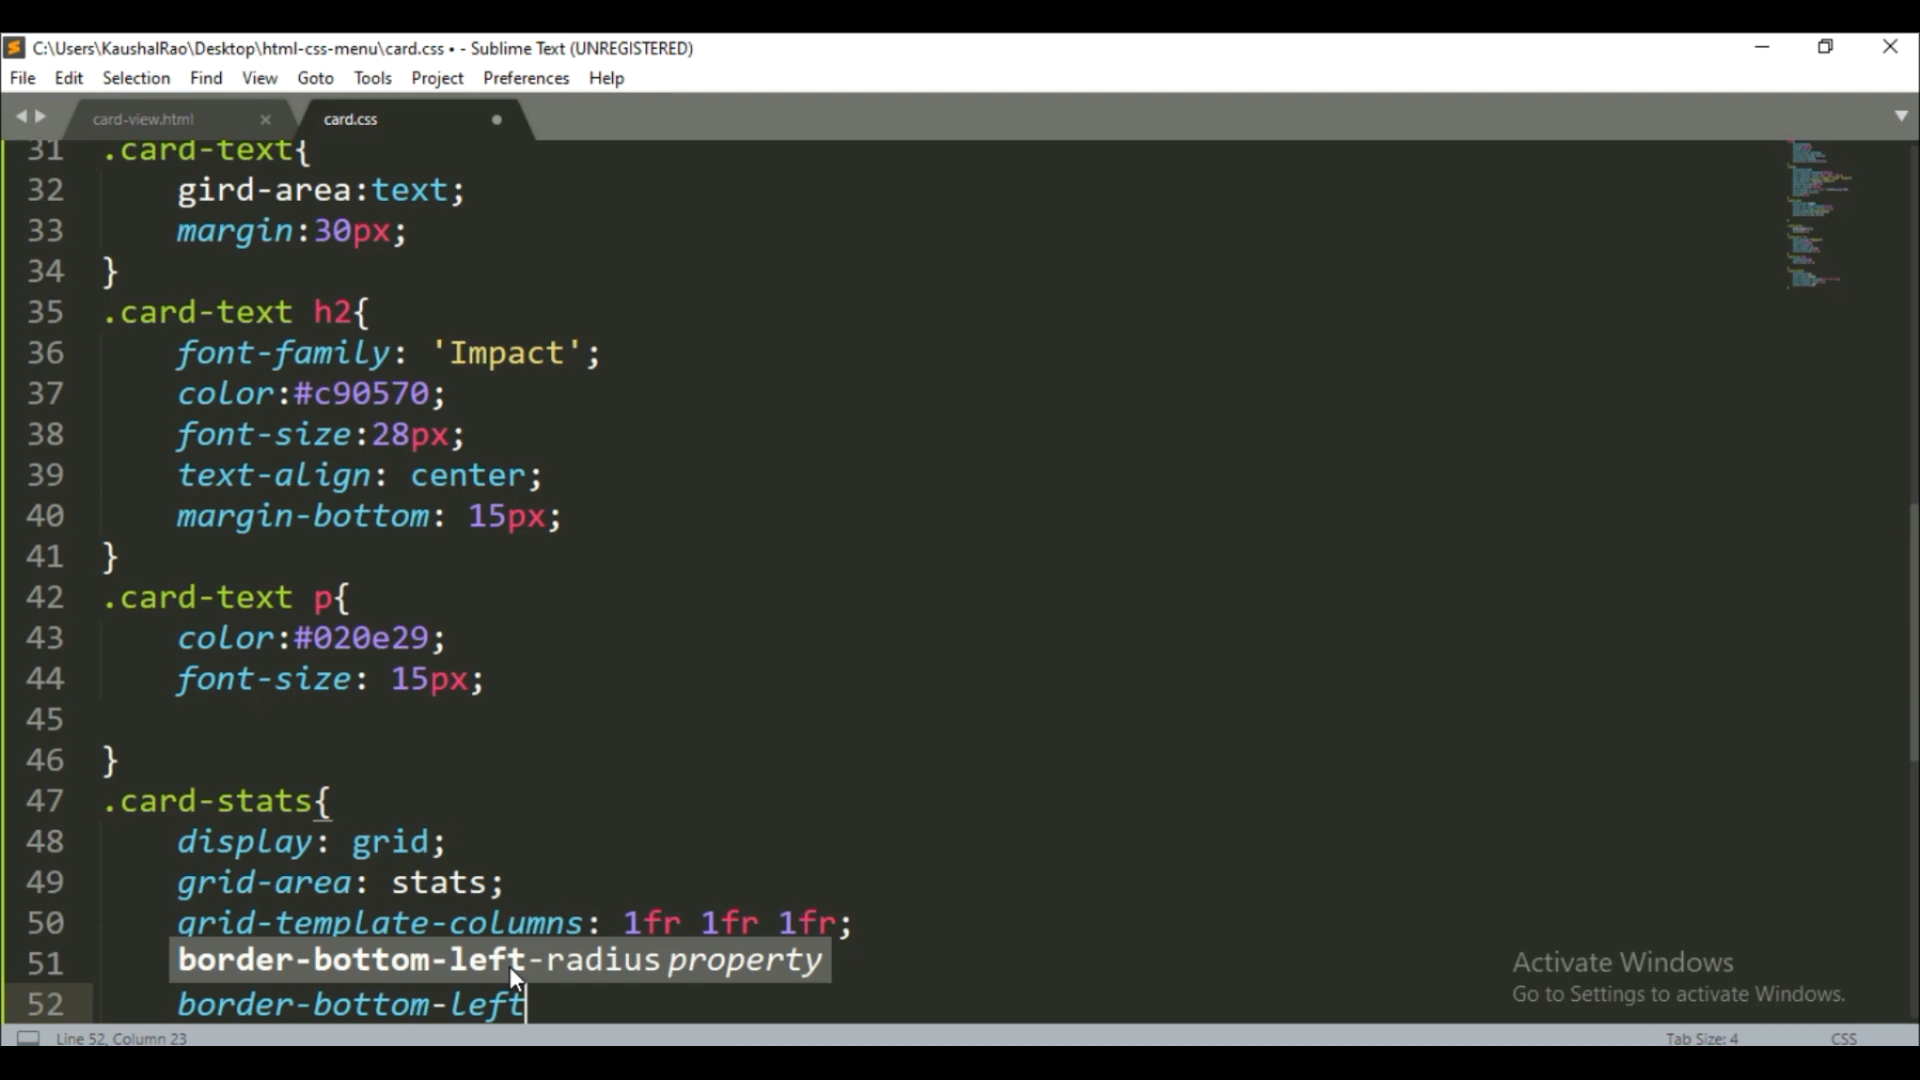 C:\Users\KaushalRao\Desktop\html-css-menu\card.css • - Sublime Text (UNREGISTERED)
File Edit Selection Find View Goto Tools Project Preferences Help
card-view.html card.css
31 .card-text{
32 gird-area:text;
33 margin:30px;
34 }
35 .card-text h2{
36 font-family: 'Impact';
37 color:#c90570;
38 font-size:28px;
39 text-align: center;
40 margin-bottom: 15px;
41 }
42 .card-text p{
43 color:#020e29;
44 font-size: 15px;
45
46 }
47 .card-stats{
48 display: grid;
49 grid-area: stats;
50 grid-template-columns: 1fr 1fr 1fr;
51 border-bottom-left-radius property
52 border-bottom-left
Activate Windows
Go to Settings to activate Windows.
Line 52, Column 23 Tab Size: 4 CSS